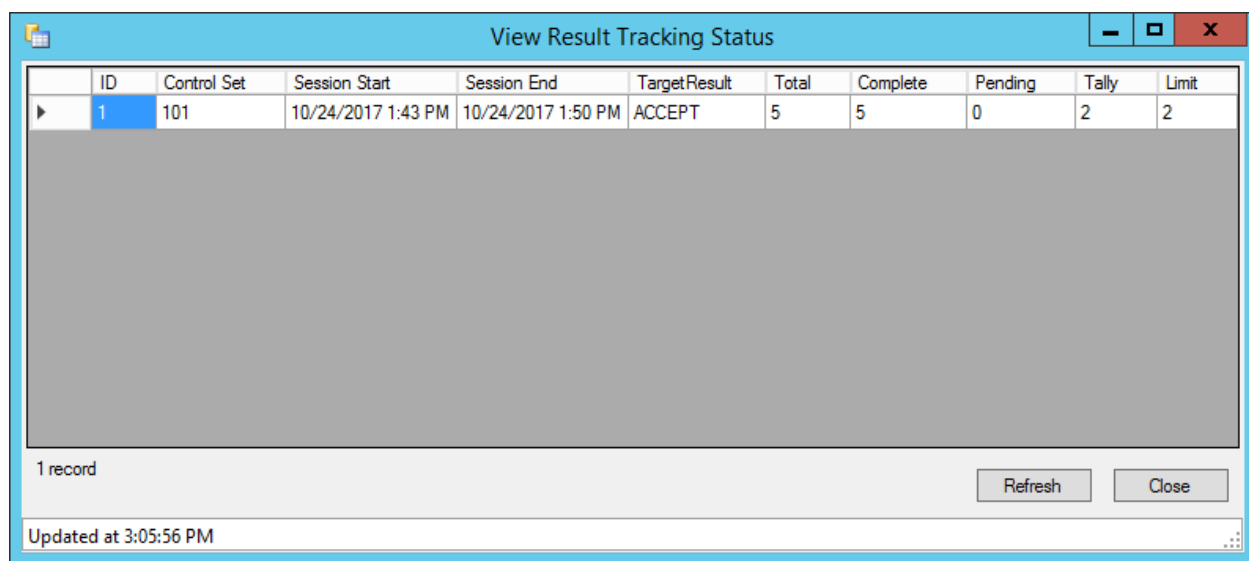 View Result Tracking Status
x
ID Control Set Session Start Session End TargetResult Total Complete Pending Tally Limit
1 101 10/24/2017 1:43 PM 10/24/2017 1:50 PM ACCEPT 5 5 0 2 2
1 record
Refresh Close
Updated at 3:05:56 PM